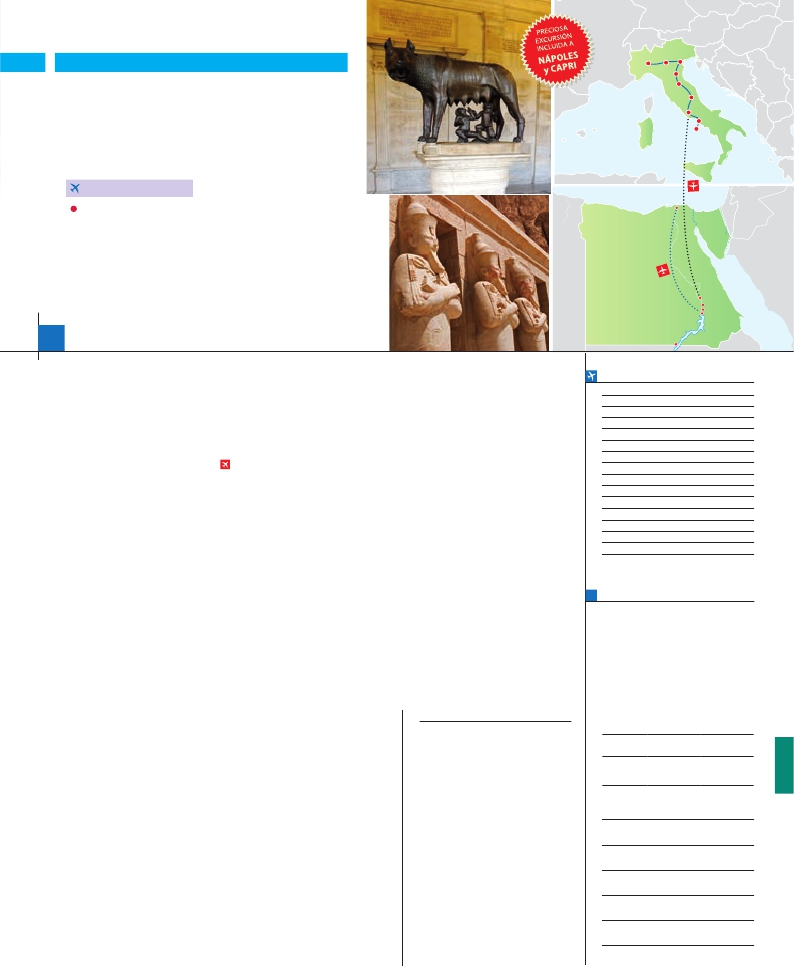 PRECIOSA
EXCURSIÓN
INCLUIDA A
NÁPOLES
y CAPRI